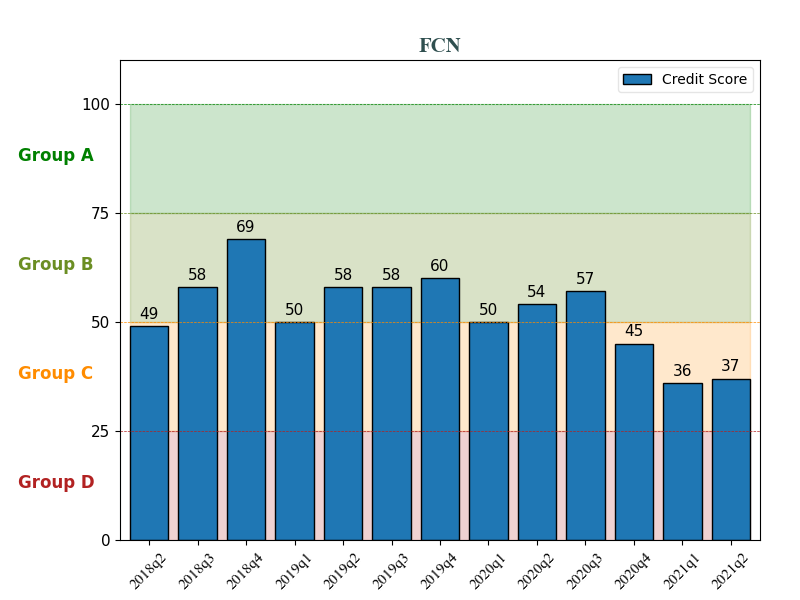 FCN
Credit Score
100
Group A
75
69
Group B
60
58
58
58
57
54
50
50
50
49
45
Group C
37
36
25
Group D
0
2018q2
2018q3
2018q4
2019q1
2019q2
2019q3
2019q4
2020q1
2020q2
2020q3
2020q4
2021q1
2021q2